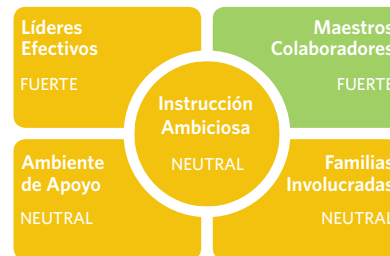 Líderes
Efectivos
FUERTE
Maestros
Colaboradores
FUERTE
Instrucción
Ambiciosa
NEUTRAL
Ambiente
de Apoyo
NEUTRAL
Familias
Involucradas
NEUTRAL